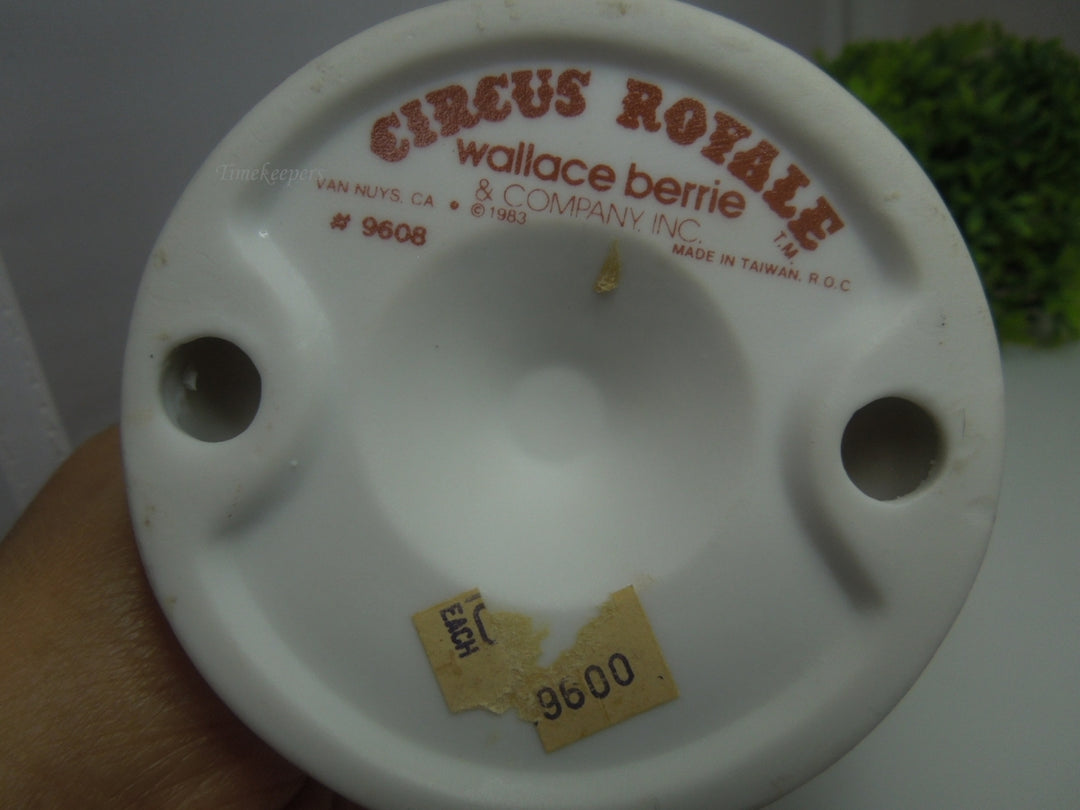 CIRCUS ROYALE T.M.
wallace berrie
& COMPANY, INC.
VAN NUYS, CA • ©1983
MADE IN TAIWAN, R.O.C
# 9608
Timekeepers
EACH
9600